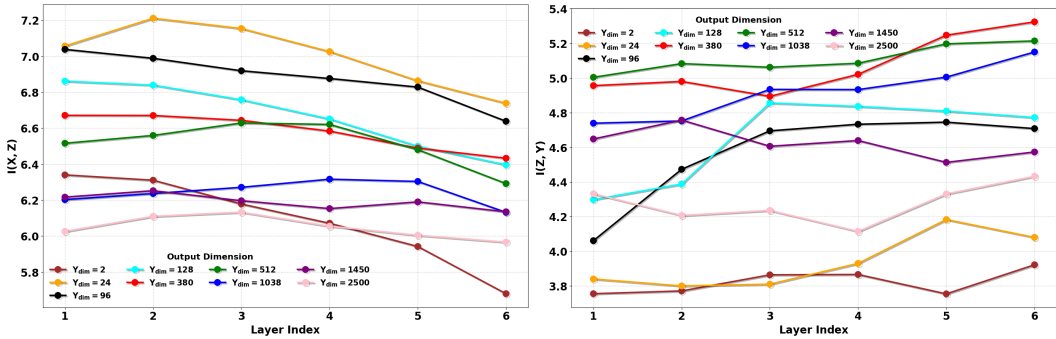 7.2
7.0
6.8
6.6
6.4
6.2
6.0
5.8
I(X, Z)
Output Dimension
Y_dim = 2
Y_dim = 24
Y_dim = 96
Y_dim = 128
Y_dim = 380
Y_dim = 512
Y_dim = 1038
Y_dim = 1450
Y_dim = 2500
1 2 3 4 5 6
Layer Index
5.4
5.2
5.0
4.8
4.6
4.4
4.2
4.0
3.8
I(Z, Y)
Output Dimension
Y_dim = 2
Y_dim = 24
Y_dim = 96
Y_dim = 128
Y_dim = 380
Y_dim = 512
Y_dim = 1038
Y_dim = 1450
Y_dim = 2500
1 2 3 4 5 6
Layer Index